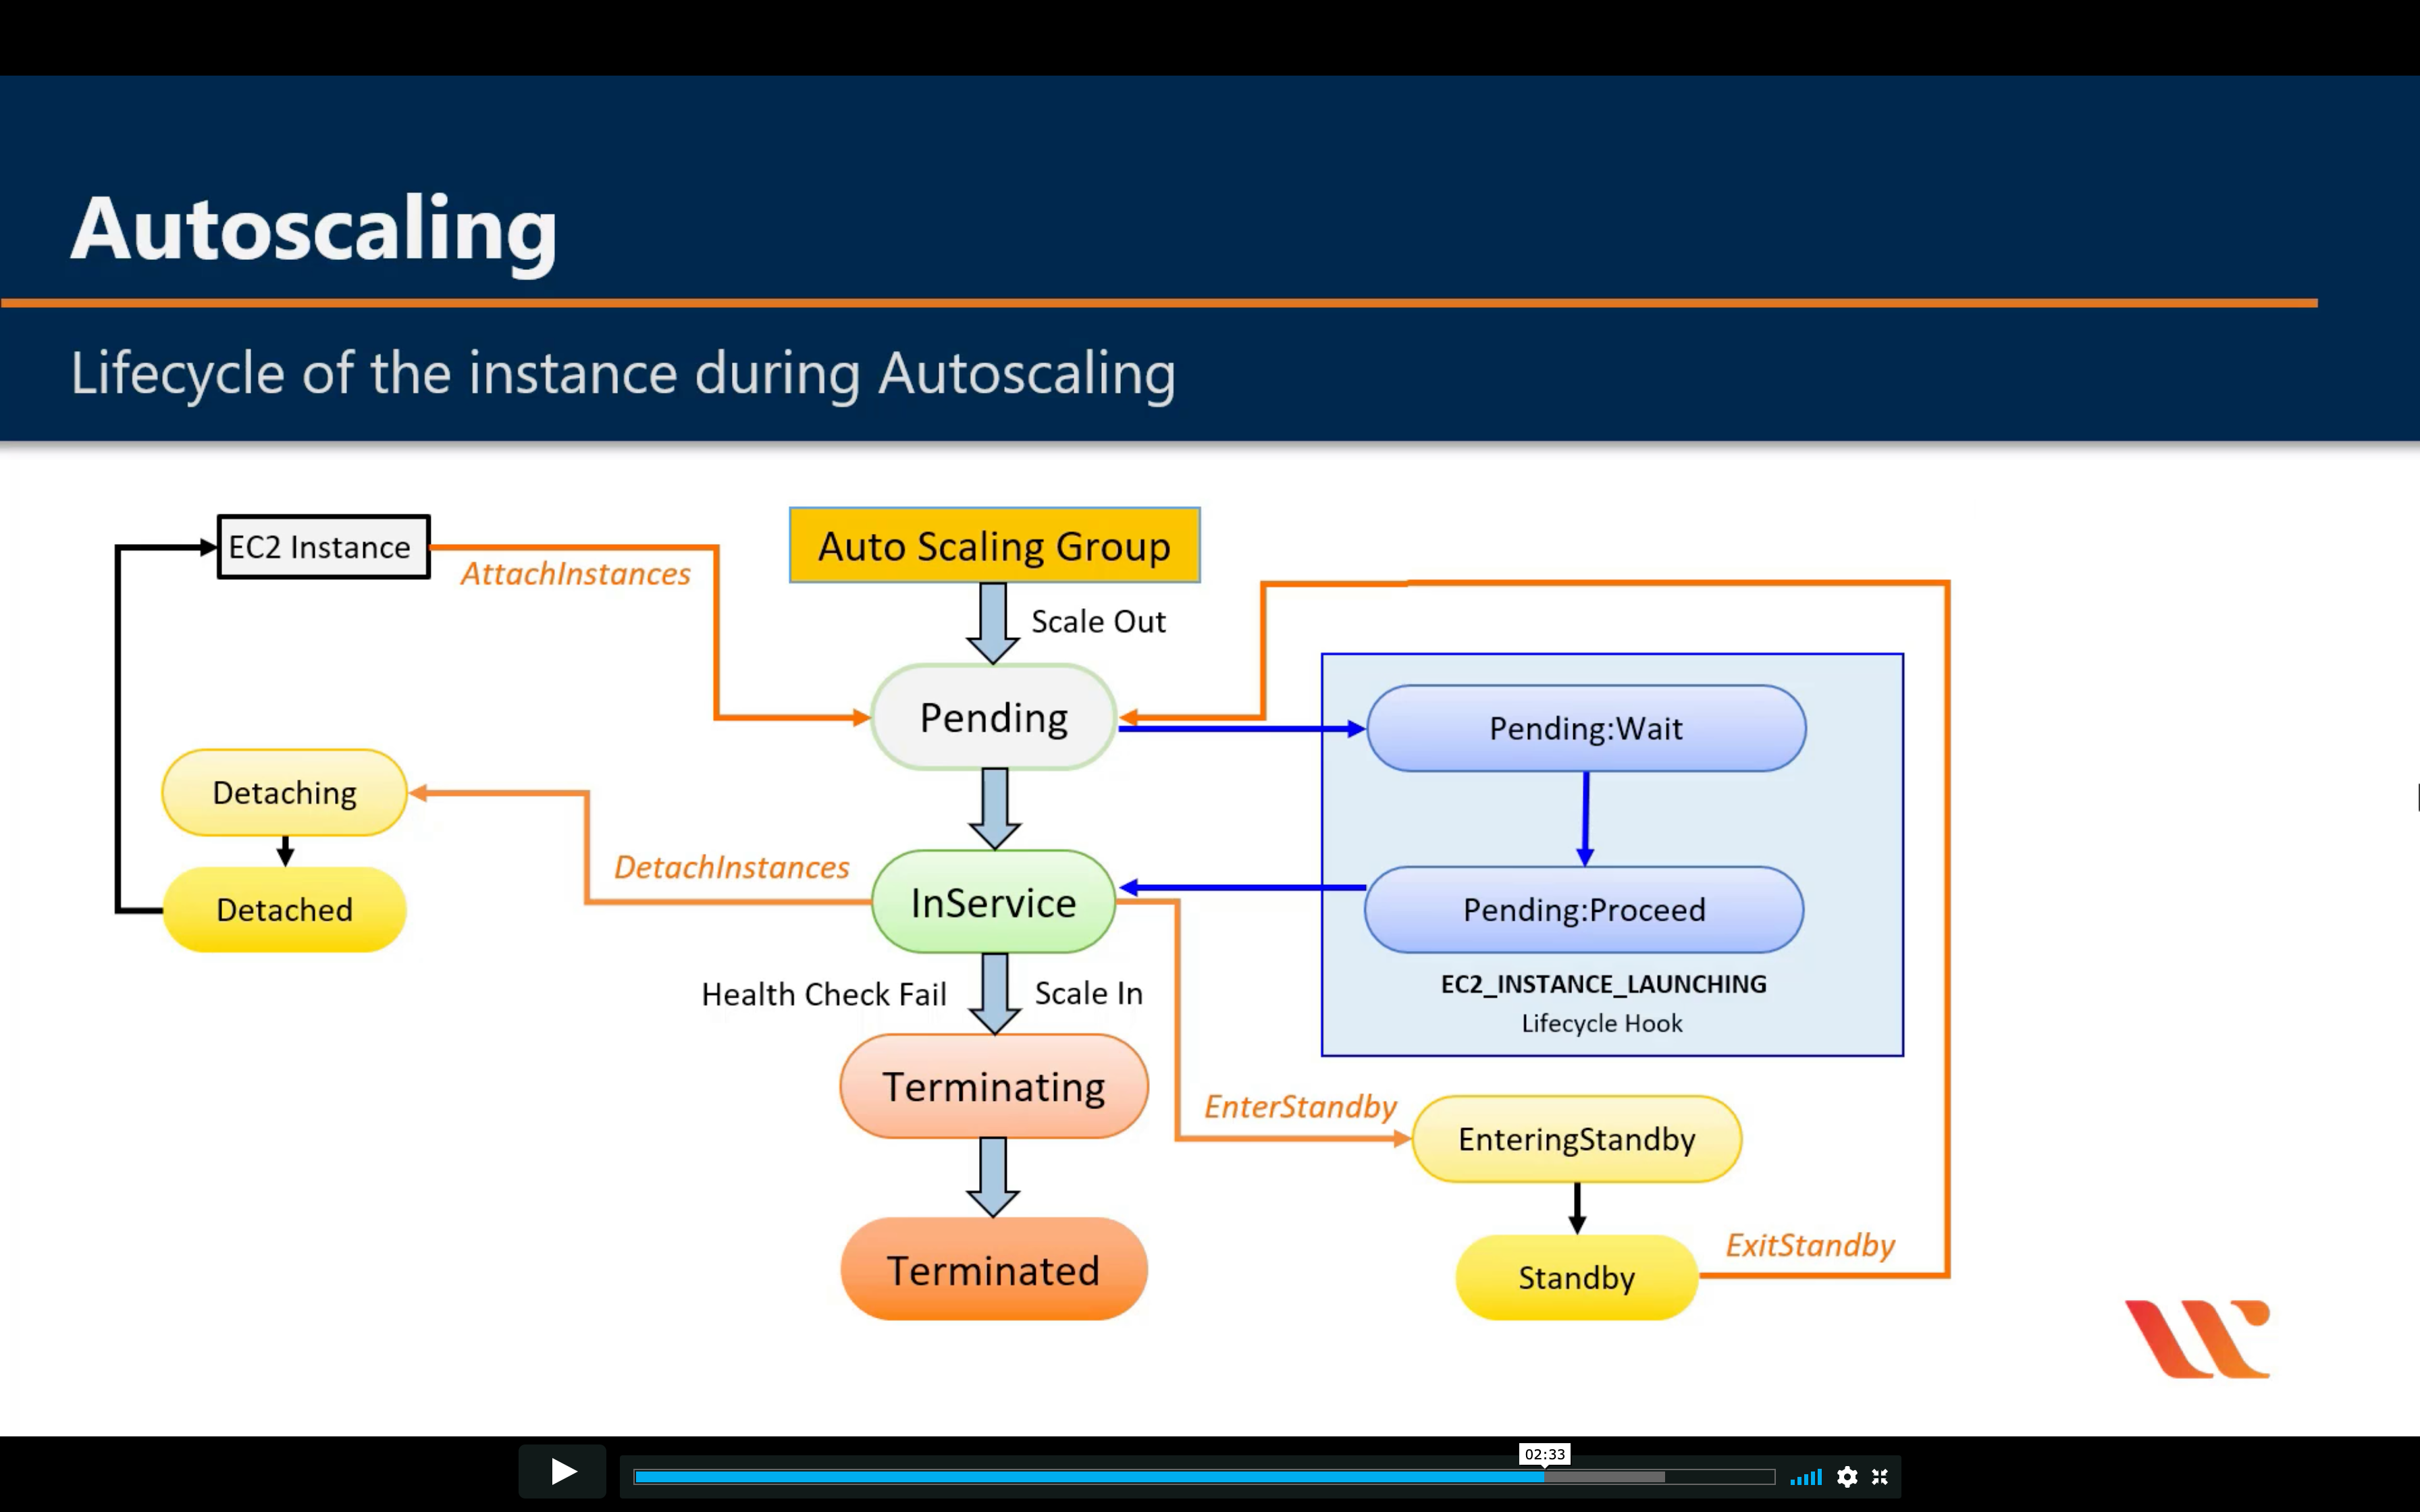 Autoscaling
Lifecycle of the instance during Autoscaling
EC2 Instance
AttachInstances
Auto Scaling Group
Scale Out
Pending
Pending:Wait
Detaching
DetachInstances
InService
Pending:Proceed
Detached
Health Check Fail
Scale In
EC2_INSTANCE_LAUNCHING
Lifecycle Hook
Terminating
EnterStandby
EnteringStandby
Terminated
Standby
ExitStandby
02:33